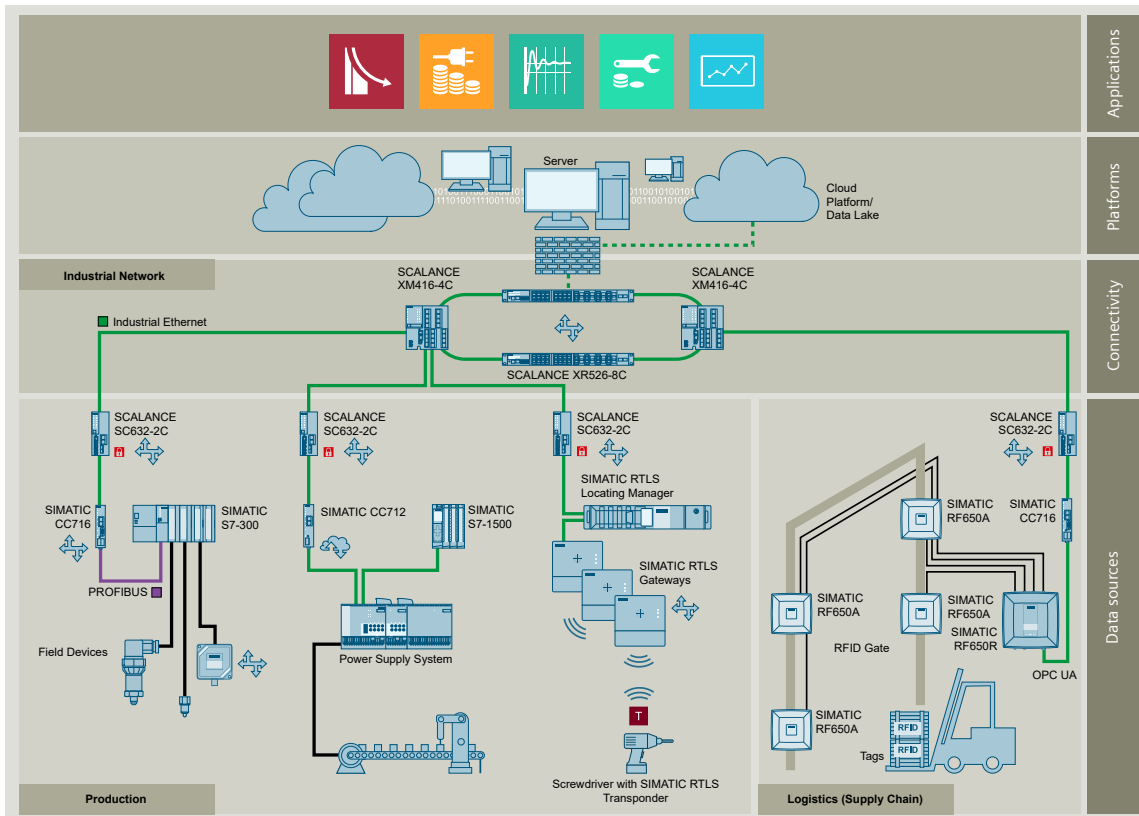 Applications
Server
1010011100110010
111010011110011001
0110010100101
1001100101001
Cloud
Platform/
Data Lake
Platforms
Industrial Network
SCALANCE
XM416-4C
SCALANCE
XM416-4C
Industrial Ethernet
SCALANCE XR526-8C
Connectivity
SCALANCE
SC632-2C
SCALANCE
SC632-2C
SCALANCE
SC632-2C
SCALANCE
SC632-2C
SIMATIC RTLS
Locating Manager
SIMATIC
CC716
SIMATIC
S7-300
SIMATIC CC712
SIMATIC
S7-1500
SIMATIC
RF650A
SIMATIC
CC716
SIMATIC RTLS
Gateways
PROFIBUS
SIMATIC
RF650A
SIMATIC
RF650A
SIMATIC
RF650R
Field Devices
Power Supply System
RFID Gate
OPC UA
T
SIMATIC
RF650A
RFID
RFID
Tags
Screwdriver with SIMATIC RTLS
Transponder
Production
Logistics (Supply Chain)
Data sources